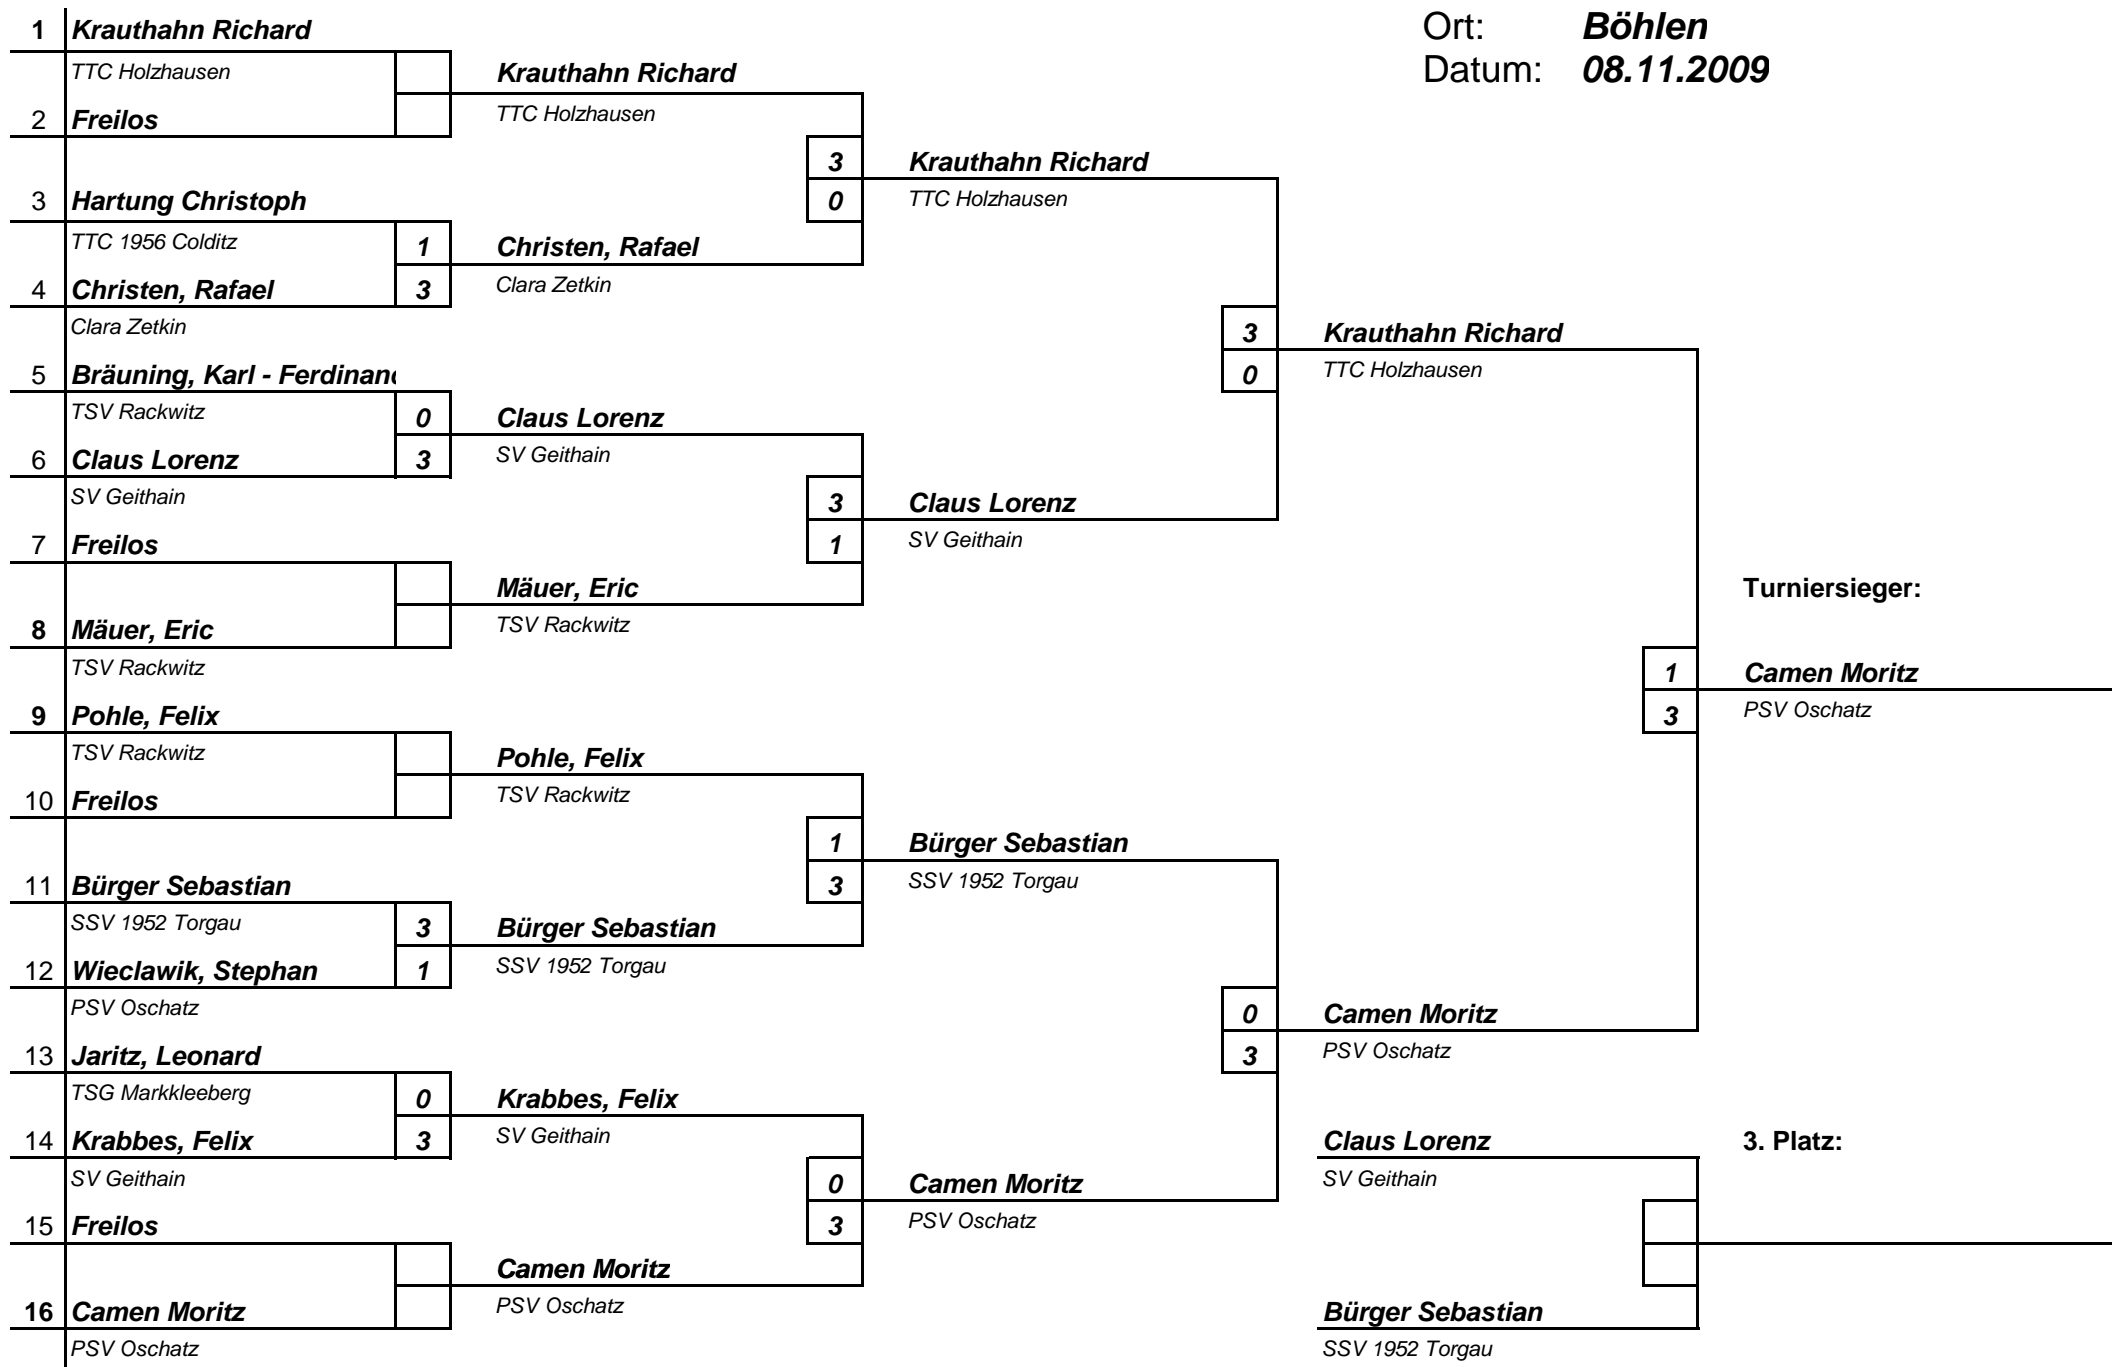 Ort: Böhlen
Datum: 08.11.2009
1 Krauthahn Richard
TTC Holzhausen
2 Freilos
3 Hartung Christoph
TTC 1956 Colditz 1
4 Christen, Rafael 3
Clara Zetkin
5 Bräuning, Karl - Ferdinand
TSV Rackwitz 0
6 Claus Lorenz 3
SV Geithain
7 Freilos
8 Mäuer, Eric
TSV Rackwitz
9 Pohle, Felix
TSV Rackwitz
10 Freilos
11 Bürger Sebastian
SSV 1952 Torgau 3
12 Wieclawik, Stephan 1
PSV Oschatz
13 Jaritz, Leonard
TSG Markkleeberg 0
14 Krabbes, Felix 3
SV Geithain
15 Freilos
16 Camen Moritz
PSV Oschatz
Krauthahn Richard
TTC Holzhausen
3
0
Christen, Rafael
Clara Zetkin
Claus Lorenz
SV Geithain
3
1
Mäuer, Eric
TSV Rackwitz
Pohle, Felix
TSV Rackwitz
1
3
Bürger Sebastian
SSV 1952 Torgau
Krabbes, Felix
SV Geithain
0
3
Camen Moritz
PSV Oschatz
Krauthahn Richard
TTC Holzhausen
3
0
Claus Lorenz
SV Geithain
Bürger Sebastian
SSV 1952 Torgau
0
3
Camen Moritz
PSV Oschatz
Krauthahn Richard
TTC Holzhausen
1
3
Camen Moritz
PSV Oschatz
Turniersieger:
Camen Moritz
PSV Oschatz
Claus Lorenz
SV Geithain
3. Platz:
Bürger Sebastian
SSV 1952 Torgau